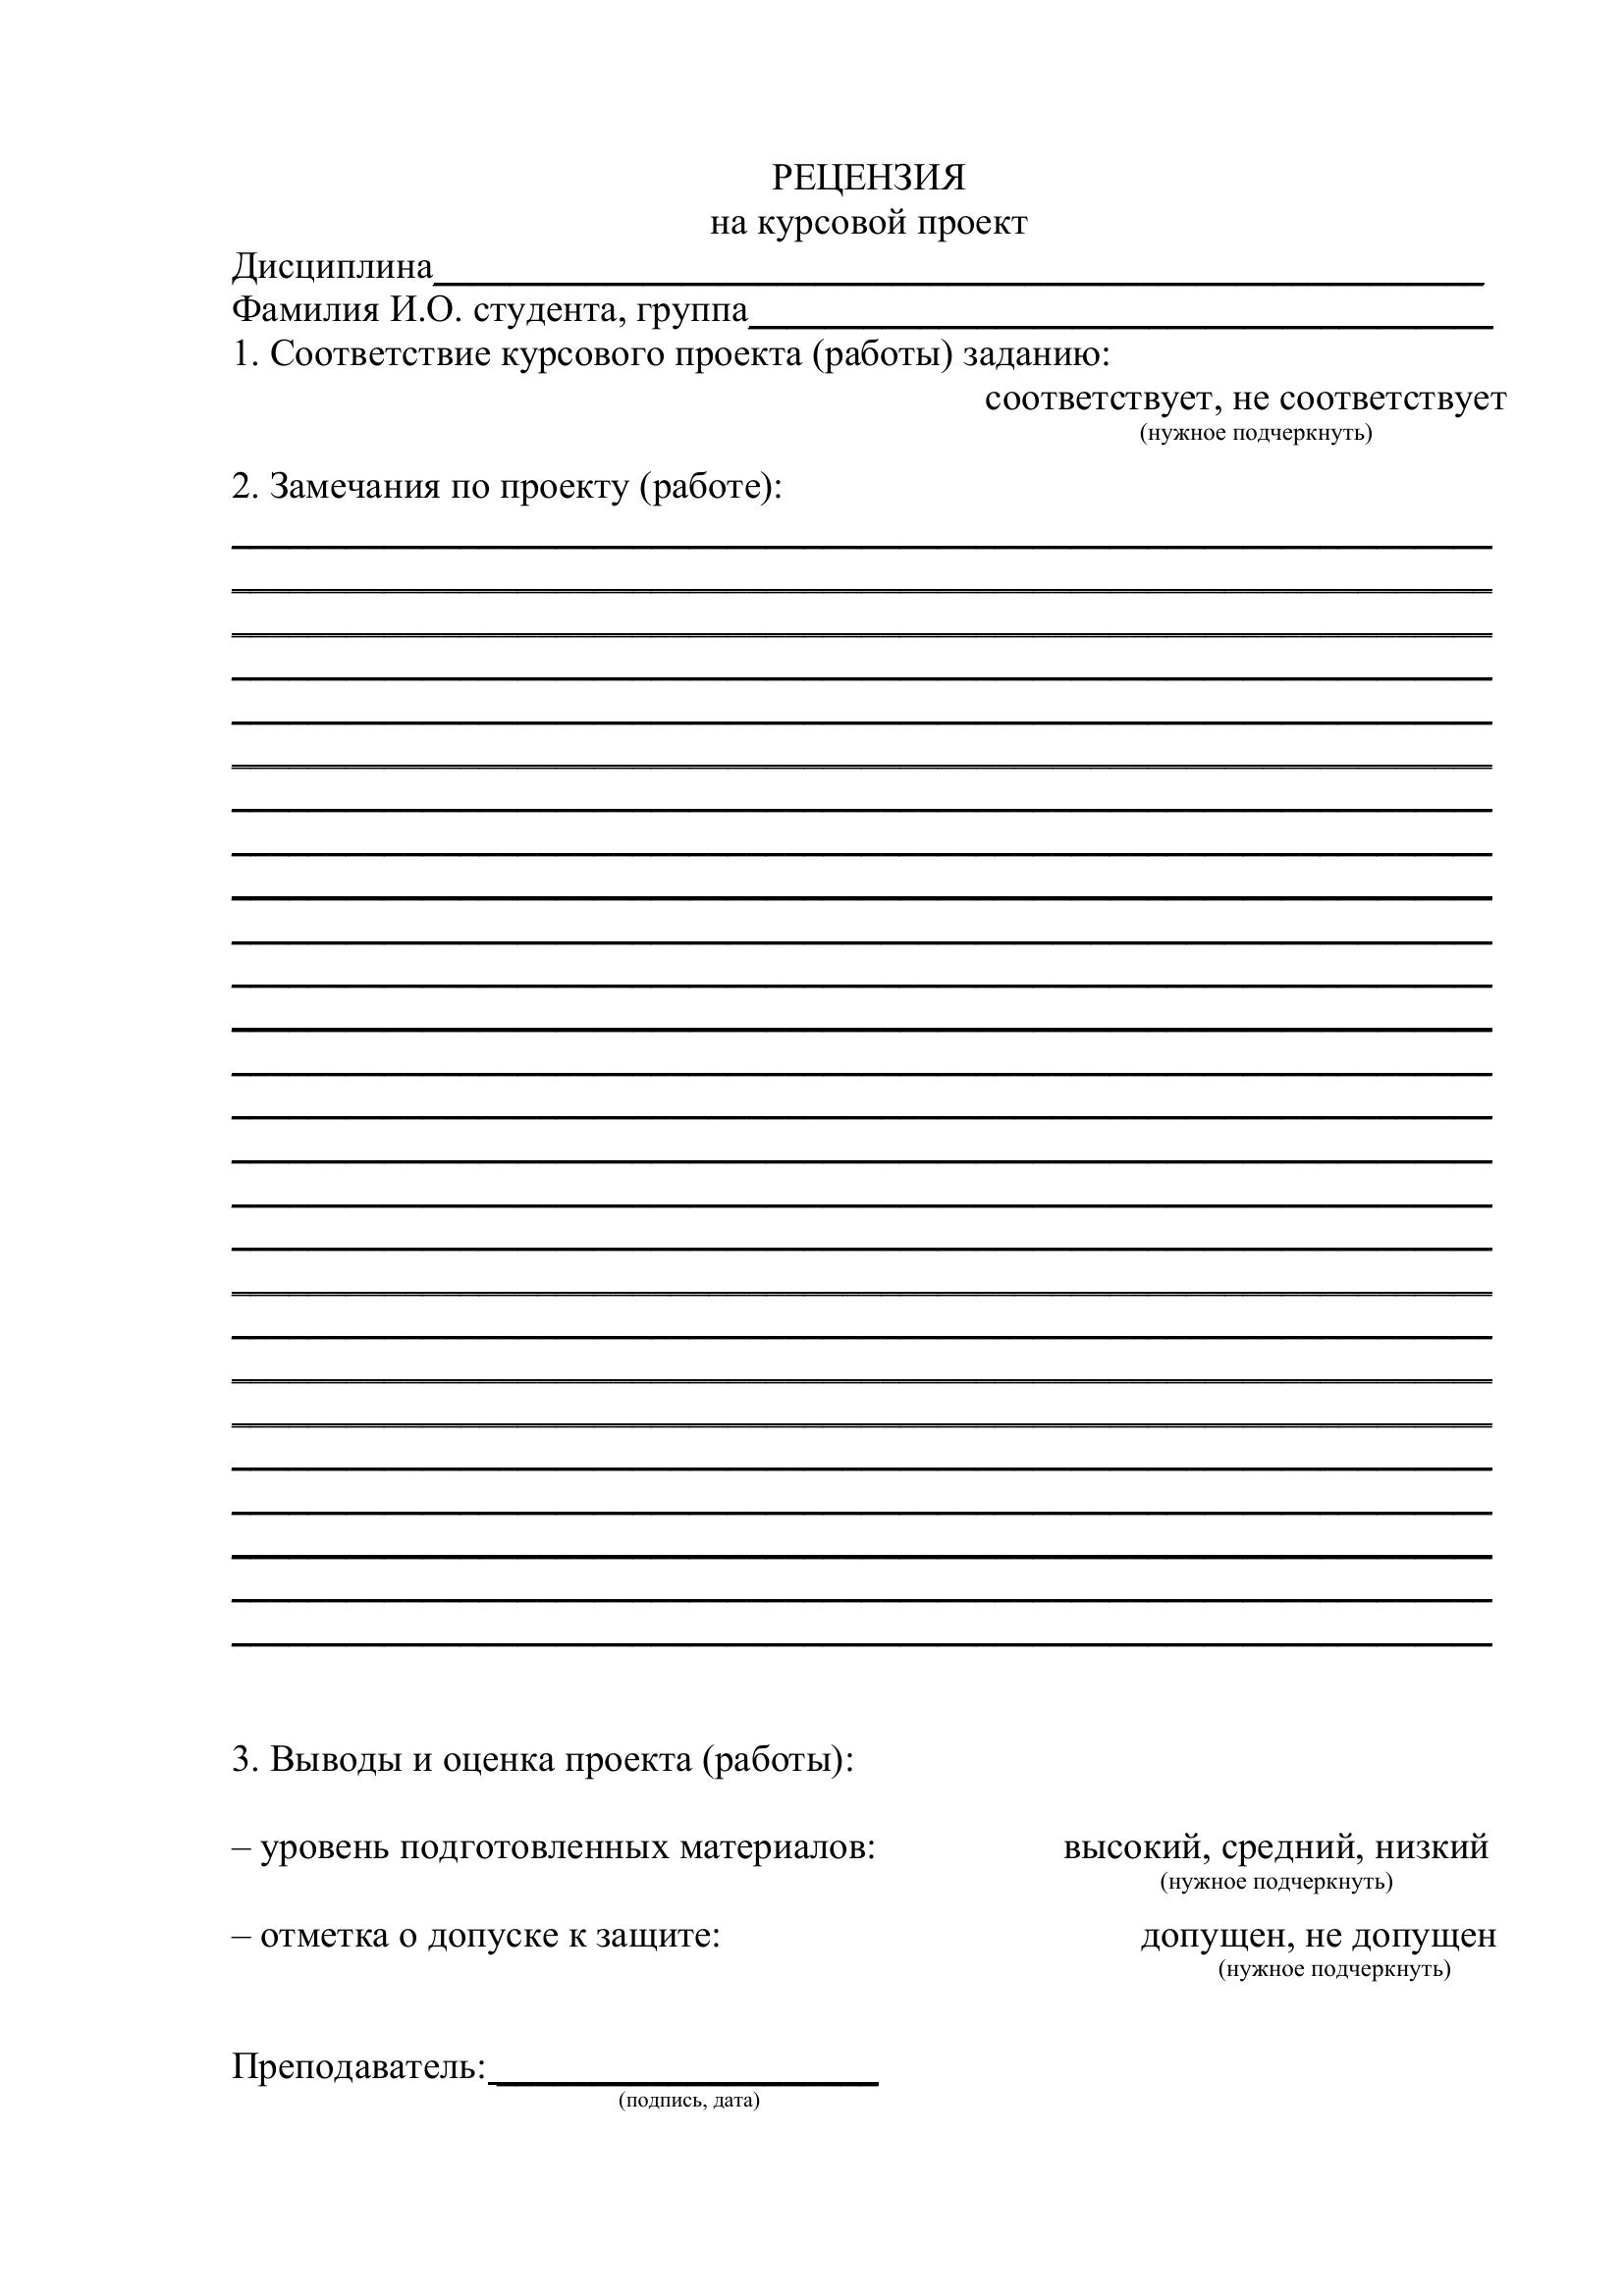 РЕЦЕНЗИЯ
на курсовой проект
Дисциплина
Фамилия И.О. студента, группа
1. Соответствие курсового проекта (работы) заданию:
соответствует, не соответствует
(нужное подчеркнуть)
2. Замечания по проекту (работе):
3. Выводы и оценка проекта (работы):
– уровень подготовленных материалов: высокий, средний, низкий
(нужное подчеркнуть)
– отметка о допуске к защите: допущен, не допущен
(нужное подчеркнуть)
Преподаватель:
(подпись, дата)